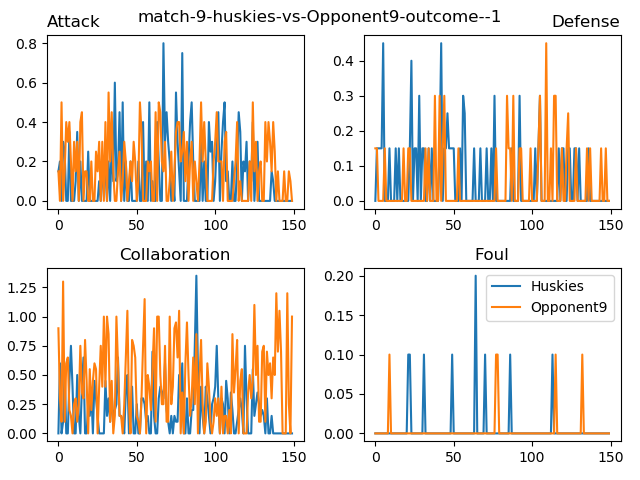 match-9-huskies-vs-Opponent9-outcome--1
Attack
Defense
0.8
0.6
0.4
0.2
0.0
0 50 100 150
0.4
0.3
0.2
0.1
0.0
0 50 100 150
Collaboration
Foul
1.25
1.00
0.75
0.50
0.25
0.00
0 50 100 150
0.20
0.15
0.10
0.05
0.00
0 50 100 150
Huskies
Opponent9